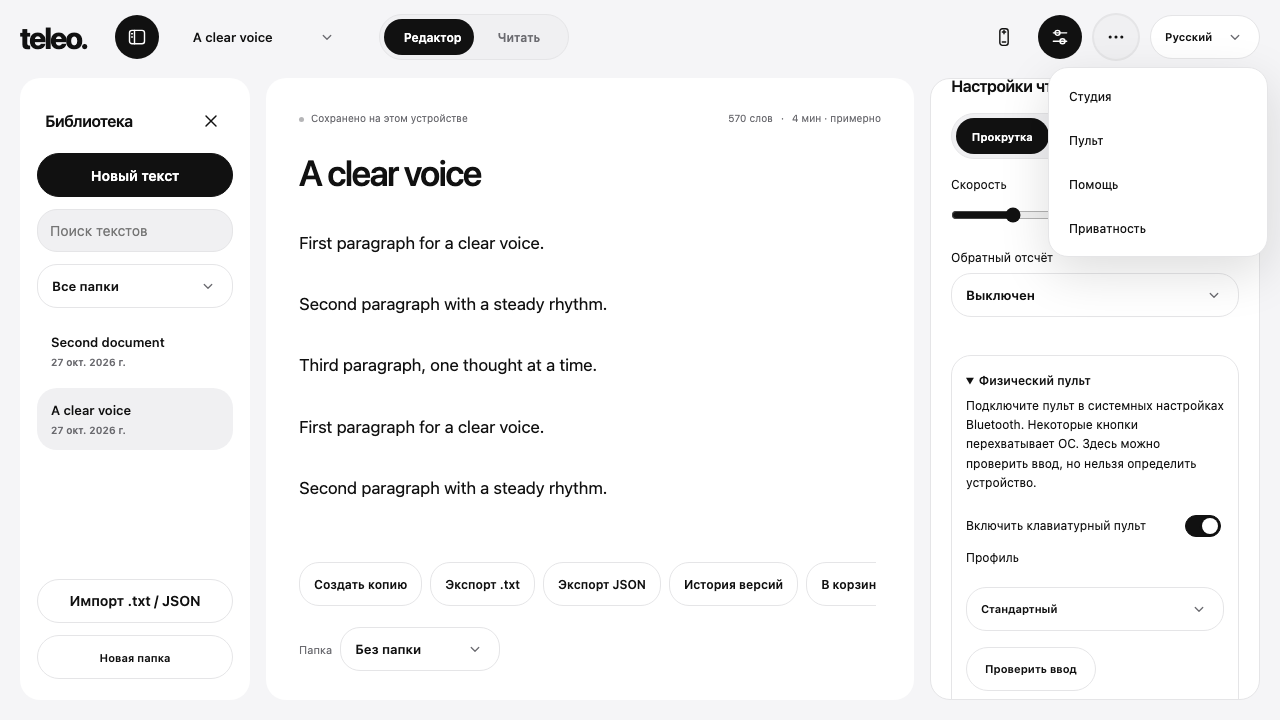 teleo.
A clear voice
Редактор
Читать
Русский
Студия
Пульт
Помощь
Приватность
Библиотека
Новый текст
Поиск текстов
Все папки
Second document
27 окт. 2026 г.
A clear voice
27 окт. 2026 г.
Импорт .txt / JSON
Новая папка
Сохранено на этом устройстве
570 слов · 4 мин · примерно
A clear voice
First paragraph for a clear voice.
Second paragraph with a steady rhythm.
Third paragraph, one thought at a time.
First paragraph for a clear voice.
Second paragraph with a steady rhythm.
Создать копию
Экспорт .txt
Экспорт JSON
История версий
В корзин
Папка
Без папки
Настройки
Прокрутка
Скорость
Обратный отсчёт
Выключен
Физический пульт
Подключите пульт в системных настройках
Bluetooth. Некоторые кнопки
перехватывает ОС. Здесь можно
проверить ввод, но нельзя определить
устройство.
Включить клавиатурный пульт
Профиль
Стандартный
Проверить ввод